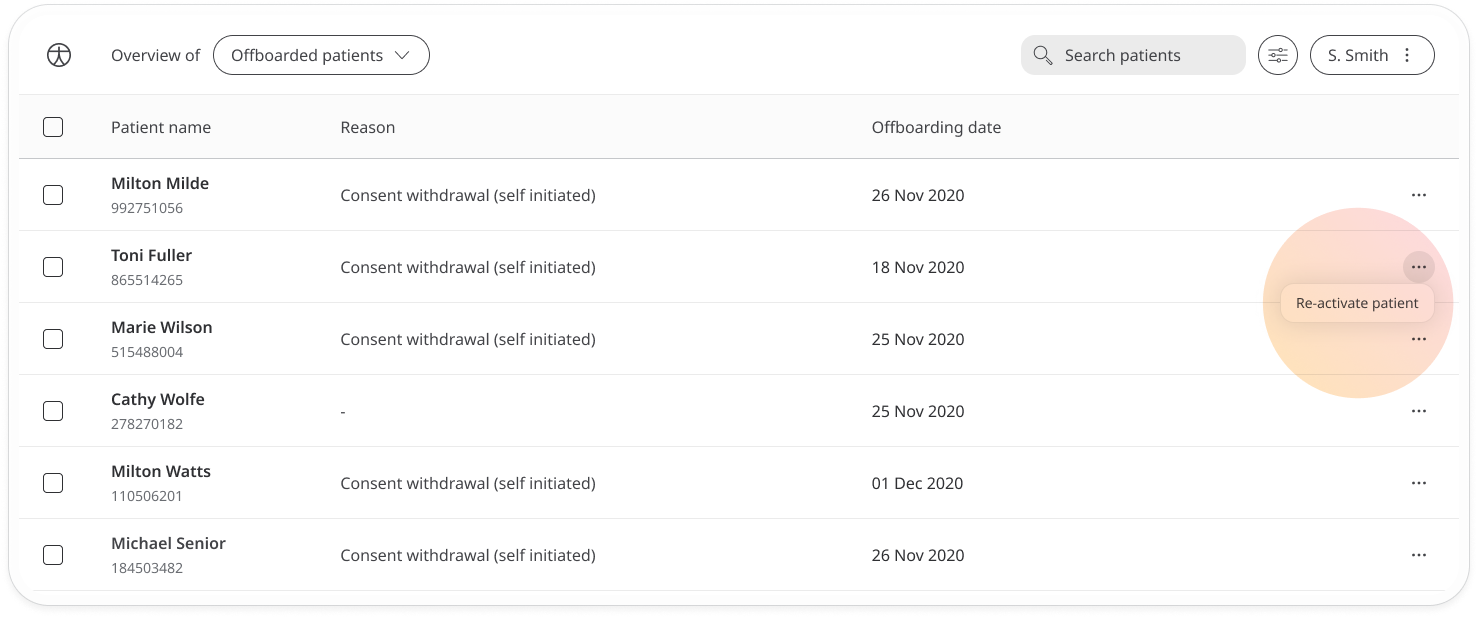 Overview of Offboarded patients Search patients S. Smith
Patient name Reason Offboarding date
Milton Milde
992751056
Consent withdrawal (self initiated) 26 Nov 2020 ...
Toni Fuller
865514265
Consent withdrawal (self initiated) 18 Nov 2020 ...
Re-activate patient
Marie Wilson
515488004
Consent withdrawal (self initiated) 25 Nov 2020 ...
Cathy Wolfe
278270182
- 25 Nov 2020 ...
Milton Watts
110506201
Consent withdrawal (self initiated) 01 Dec 2020 ...
Michael Senior
184503482
Consent withdrawal (self initiated) 26 Nov 2020 ...